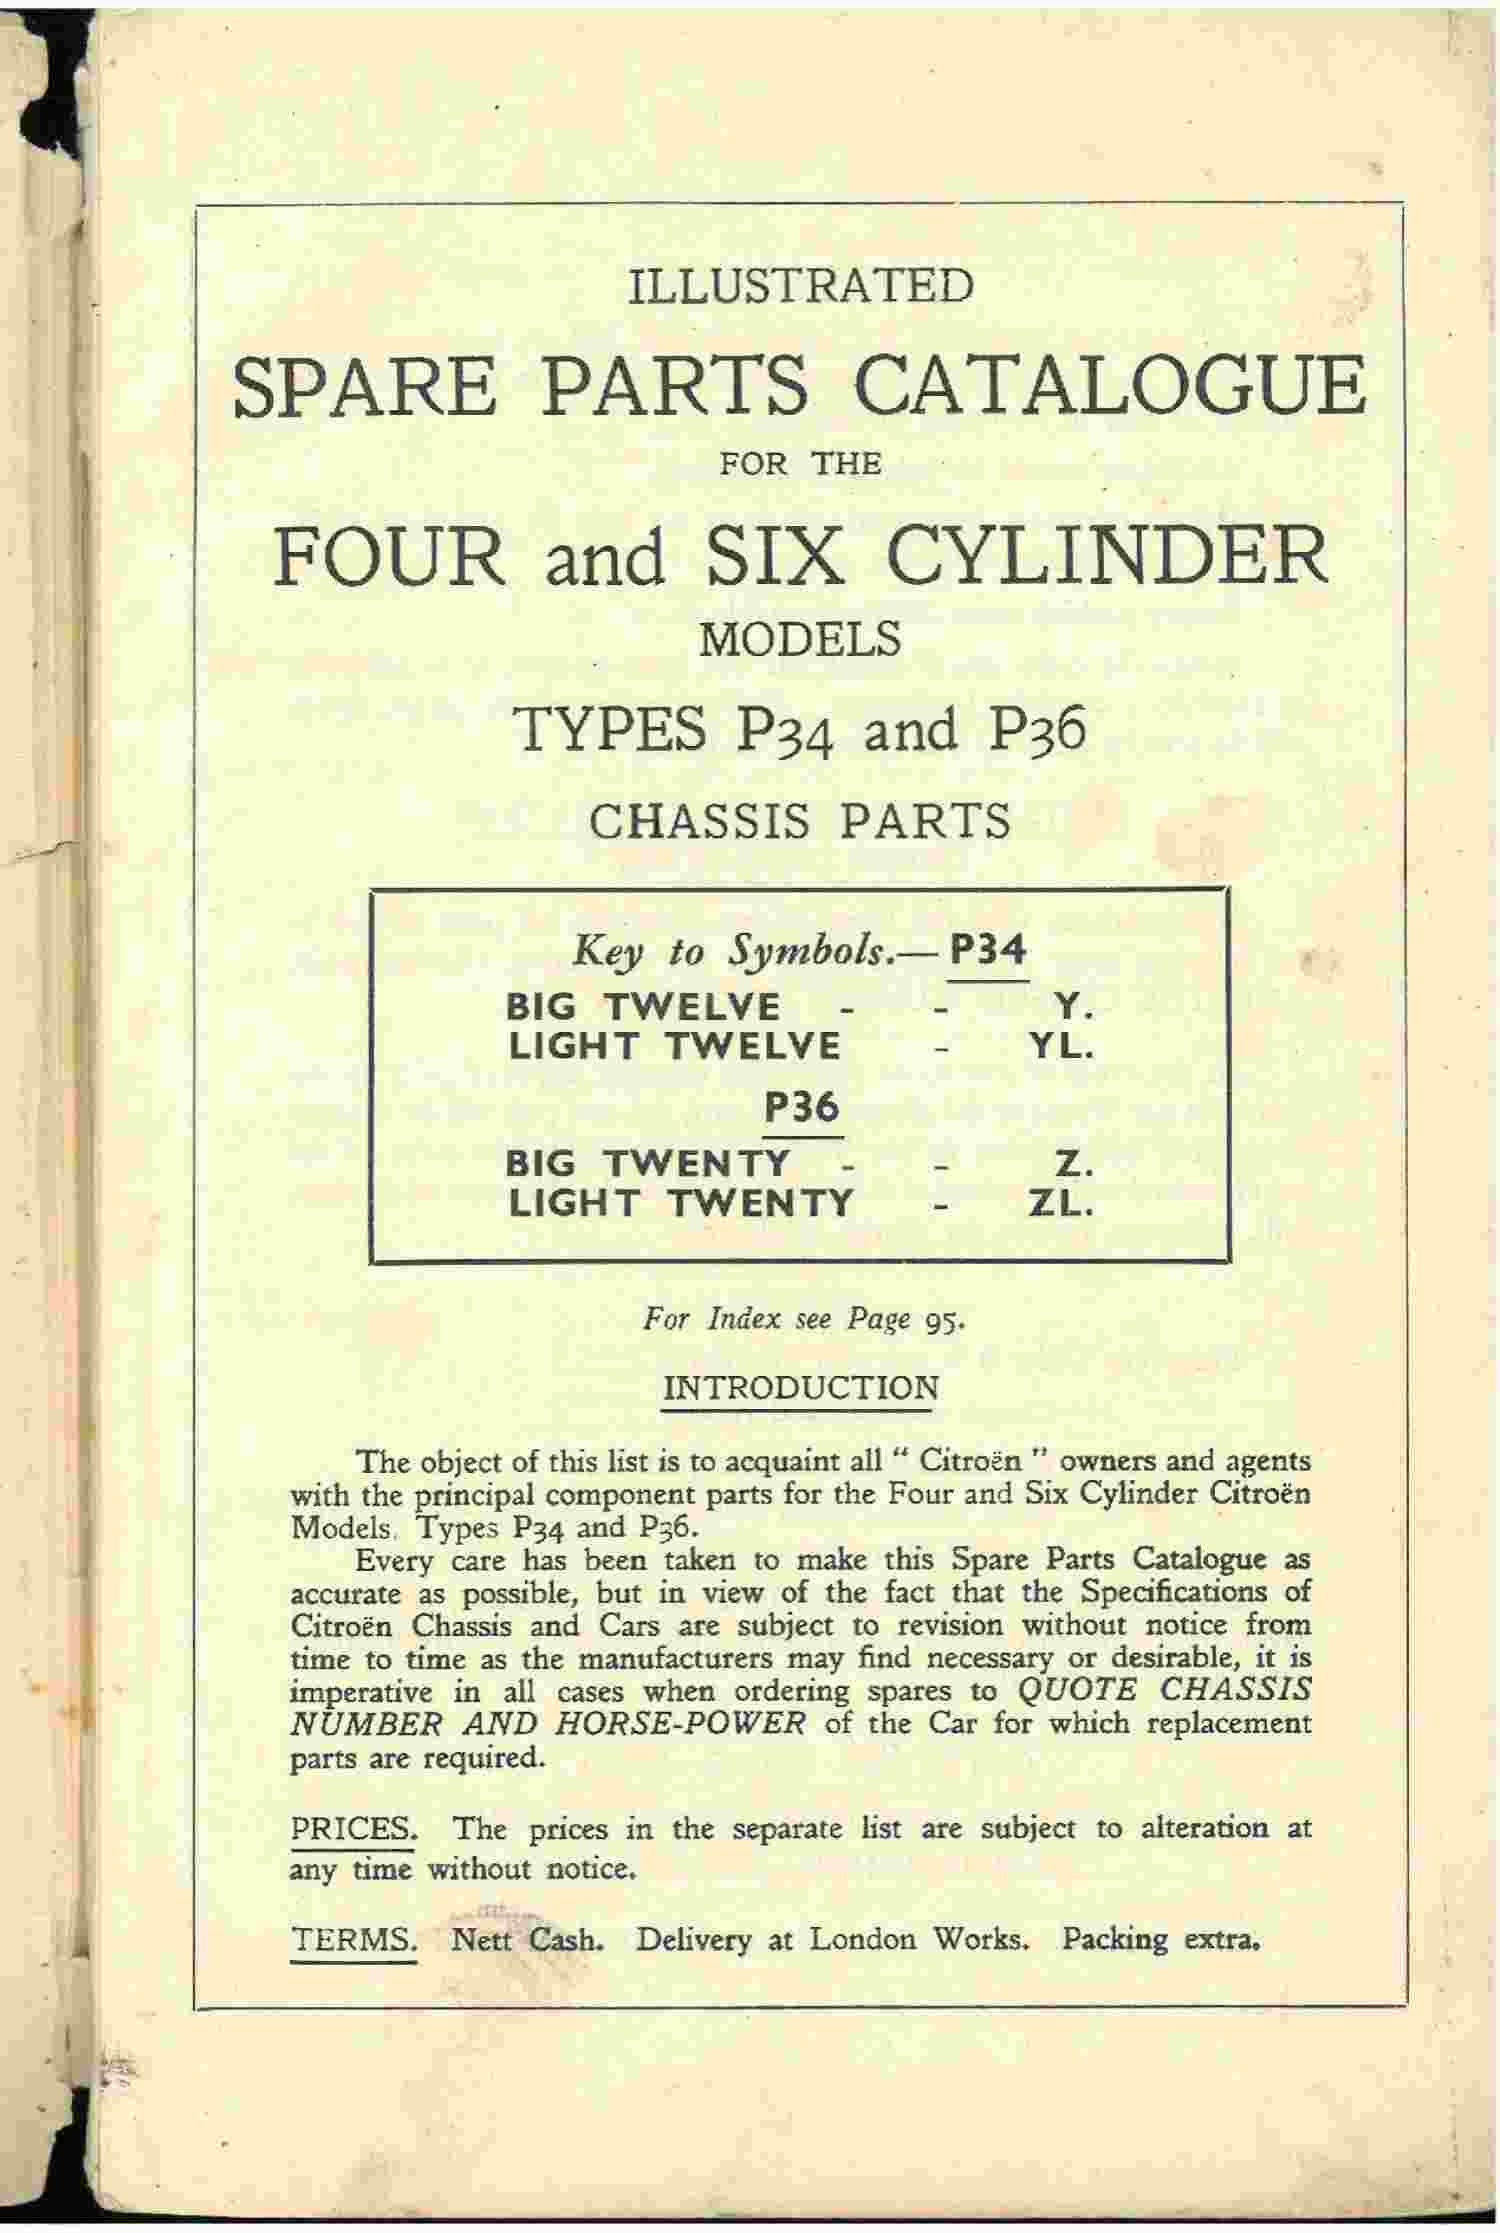 ILLUSTRATED
SPARE PARTS CATALOGUE
FOR THE
FOUR and SIX CYLINDER
MODELS
TYPES P34 and P36
CHASSIS PARTS
Key to Symbols.— P34
BIG TWELVE - - Y.
LIGHT TWELVE - YL.
P36
BIG TWENTY - - Z.
LIGHT TWENTY - ZL.
For Index see Page 95.
INTRODUCTION
The object of this list is to acquaint all " Citroën " owners and agents
with the principal component parts for the Four and Six Cylinder Citroën
Models. Types P34 and P36.
Every care has been taken to make this Spare Parts Catalogue as
accurate as possible, but in view of the fact that the Specifications of
Citroën Chassis and Cars are subject to revision without notice from
time to time as the manufacturers may find necessary or desirable, it is
imperative in all cases when ordering spares to QUOTE CHASSIS
NUMBER AND HORSE-POWER of the Car for which replacement
parts are required.
PRICES. The prices in the separate list are subject to alteration at
any time without notice.
TERMS. Nett Cash. Delivery at London Works. Packing extra.